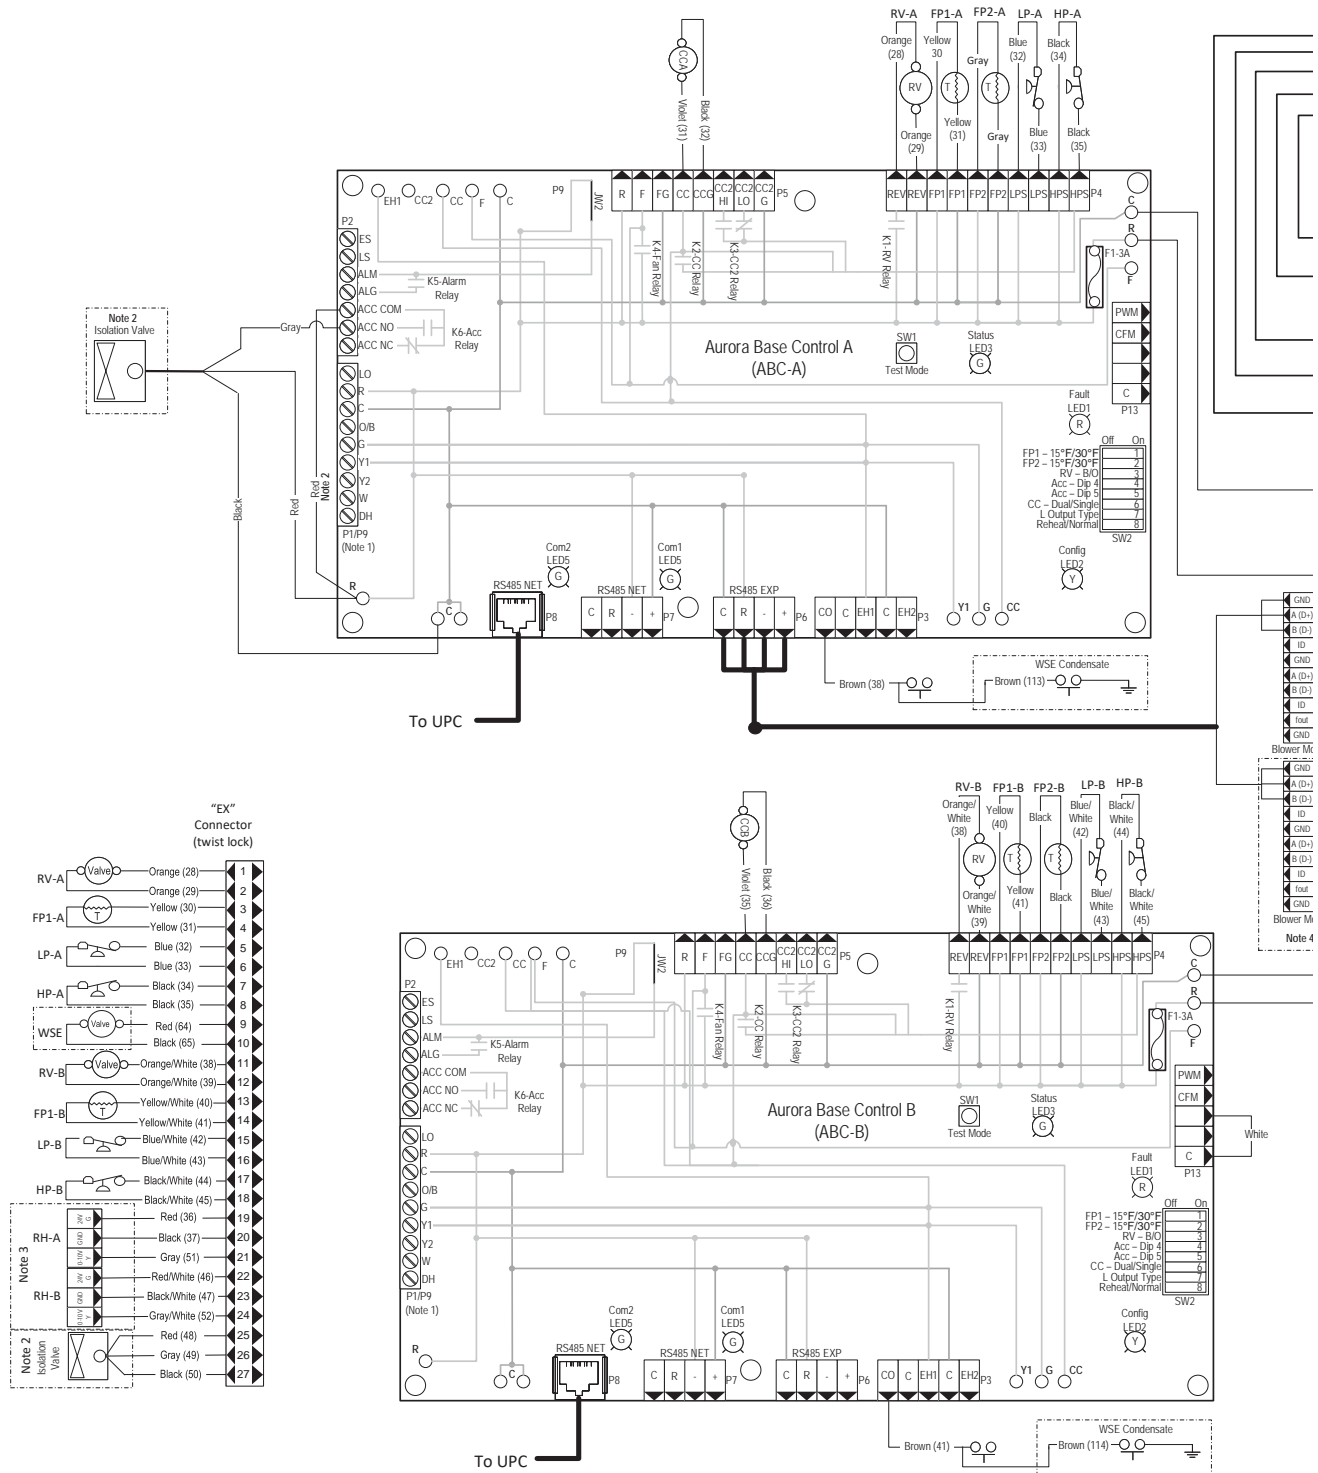 RV-A FP1-A FP2-A LP-A HP-A
Orange (28)
Yellow 30
Gray
Blue (32)
Black (34)
CCA
Violet (31)
Black (32)
RV
T
T
Orange (29)
Yellow (31)
Gray
Blue (33)
Black (35)
EH1 CC2 CC F C
P9
JW2
R F FG CC CCG CC2 HI CC2 LO CC2 G P5
REV REV FP1 FP1 FP2 FP2 LPS LPS HPS HPS P4
C
R
F
F1-3A
P2
ES
LS
ALM
ALG
ACC COM
ACC NO
ACC NC
K5-Alarm Relay
K6-Acc Relay
K4-Fan Relay
K2-CC Relay
K3-CC2 Relay
K1-RV Relay
Note 2
Isolation Valve
Gray
Aurora Base Control A
(ABC-A)
SW1
Test Mode
Status
LED3
G
PWM
CFM
C
P13
LO
R
C
O/B
G
Y1
Y2
W
DH
P1/P9
(Note 1)
Fault
LED1
R
Off On
FP1 – 15°F/30°F 1
FP2 – 15°F/30°F 2
RV – B/O 3
Acc – Dip 4 4
Acc – Dip 5 5
CC – Dual/Single 6
L Output Type 7
Reheal/Normal 8
SW2
Black
Red
Red
Note 2
Com2
LED5
G
Com1
LED5
G
Config
LED2
Y
R
C
RS485 NET
P8
RS485 NET
C R - + P7
RS485 EXP
C R - + P6
CO C EH1 C EH2 P3
Y1 G CC
Brown (38)
WSE Condensate
Brown (113)
To UPC
GND
A (D+)
B (D-)
ID
GND
A (D+)
B (D-)
ID
fout
GND
Blower Mo
GND
A (D+)
B (D-)
ID
GND
A (D+)
B (D-)
ID
fout
GND
Blower Mo
Note 4
"EX"
Connector
(twist lock)
RV-A
Valve
Orange (28) 1
Orange (29) 2
FP1-A
T
Yellow (30) 3
Yellow (31) 4
LP-A
Blue (32) 5
Blue (33) 6
HP-A
Black (34) 7
Black (35) 8
WSE
Valve
Red (64) 9
Black (65) 10
RV-B
Valve
Orange/White (38) 11
Orange/White (39) 12
FP1-B
T
Yellow/White (40) 13
Yellow/White (41) 14
LP-B
Blue/White (42) 15
Blue/White (43) 16
HP-B
Black/White (44) 17
Black/White (45) 18
Note 3
RH-A
24V G
GND
0-10V Y
Red (36) 19
Black (37) 20
Gray (51) 21
RH-B
24V G
GND
0-10V Y
Red/White (46) 22
Black/White (47) 23
Gray/White (52) 24
Note 2
Isolation Valve
Red (48) 25
Gray (49) 26
Black (50) 27
RV-B FP1-B FP2-B LP-B HP-B
Orange/ White (38)
Yellow (40)
Black
Blue/ White (42)
Black/ White (44)
CCB
Violet (35)
Black (36)
RV
T
T
Orange/ White (39)
Yellow (41)
Black
Blue/ White (43)
Black/ White (45)
EH1 CC2 CC F C
P9
JW2
R F FG CC CCG CC2 HI CC2 LO CC2 G P5
REV REV FP1 FP1 FP2 FP2 LPS LPS HPS HPS P4
C
R
F
F1-3A
P2
ES
LS
ALM
ALG
ACC COM
ACC NO
ACC NC
K5-Alarm Relay
K6-Acc Relay
K4-Fan Relay
K2-CC Relay
K3-CC2 Relay
K1-RV Relay
Aurora Base Control B
(ABC-B)
SW1
Test Mode
Status
LED3
G
PWM
CFM
C
P13
White
LO
R
C
O/B
G
Y1
Y2
W
DH
P1/P9
(Note 1)
Fault
LED1
R
Off On
FP1 – 15°F/30°F 1
FP2 – 15°F/30°F 2
RV – B/O 3
Acc – Dip 4 4
Acc – Dip 5 5
CC – Dual/Single 6
L Output Type 7
Reheal/Normal 8
SW2
Com2
LED5
G
Com1
LED5
G
Config
LED2
Y
R
C
RS485 NET
P8
RS485 NET
C R - + P7
RS485 EXP
C R - + P6
CO C EH1 C EH2 P3
Y1 G CC
Brown (41)
WSE Condensate
Brown (114)
To UPC